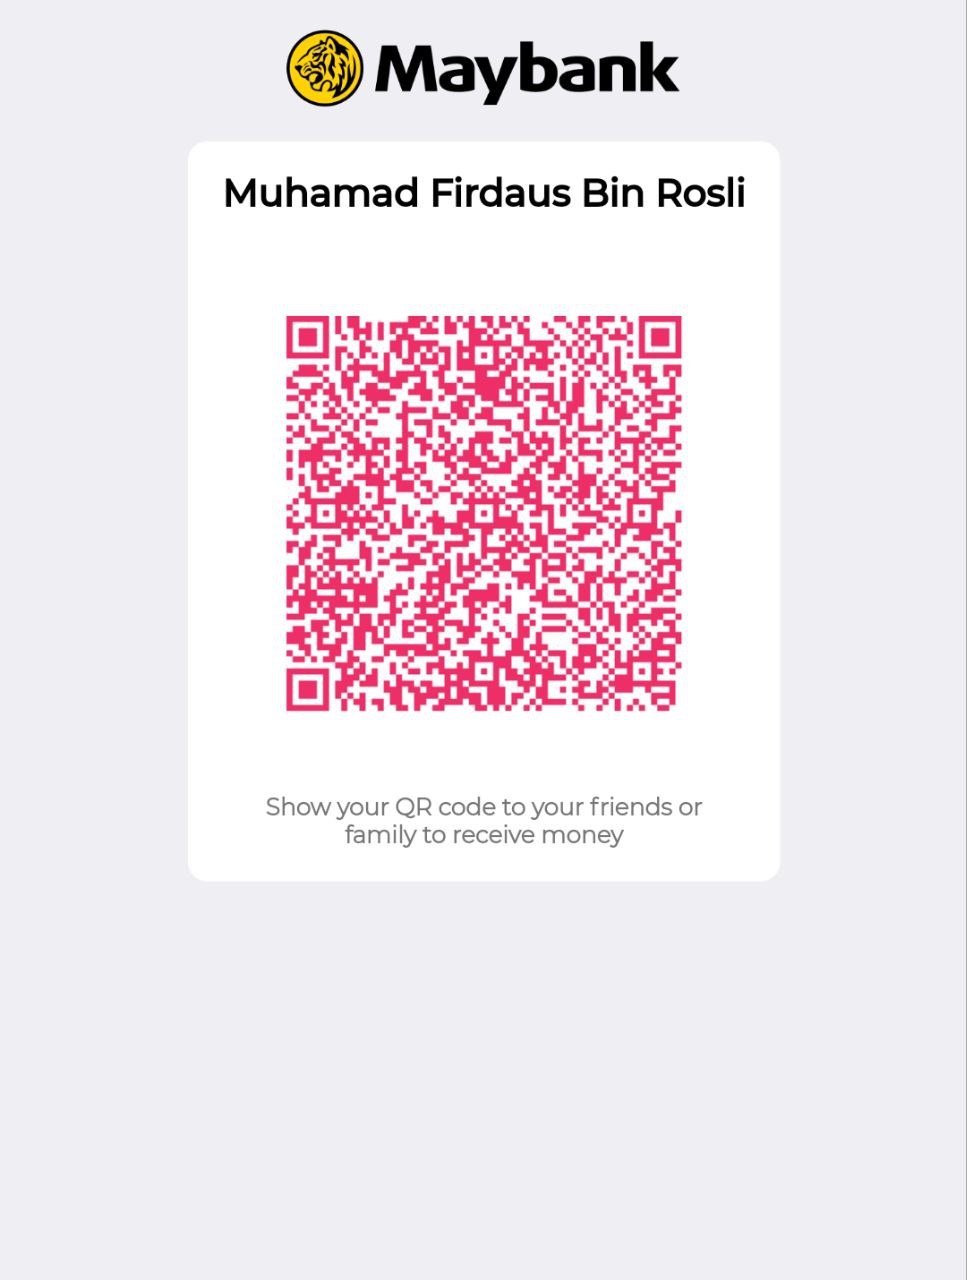 Maybank
Muhamad Firdaus Bin Rosli
Show your QR code to your friends or
family to receive money